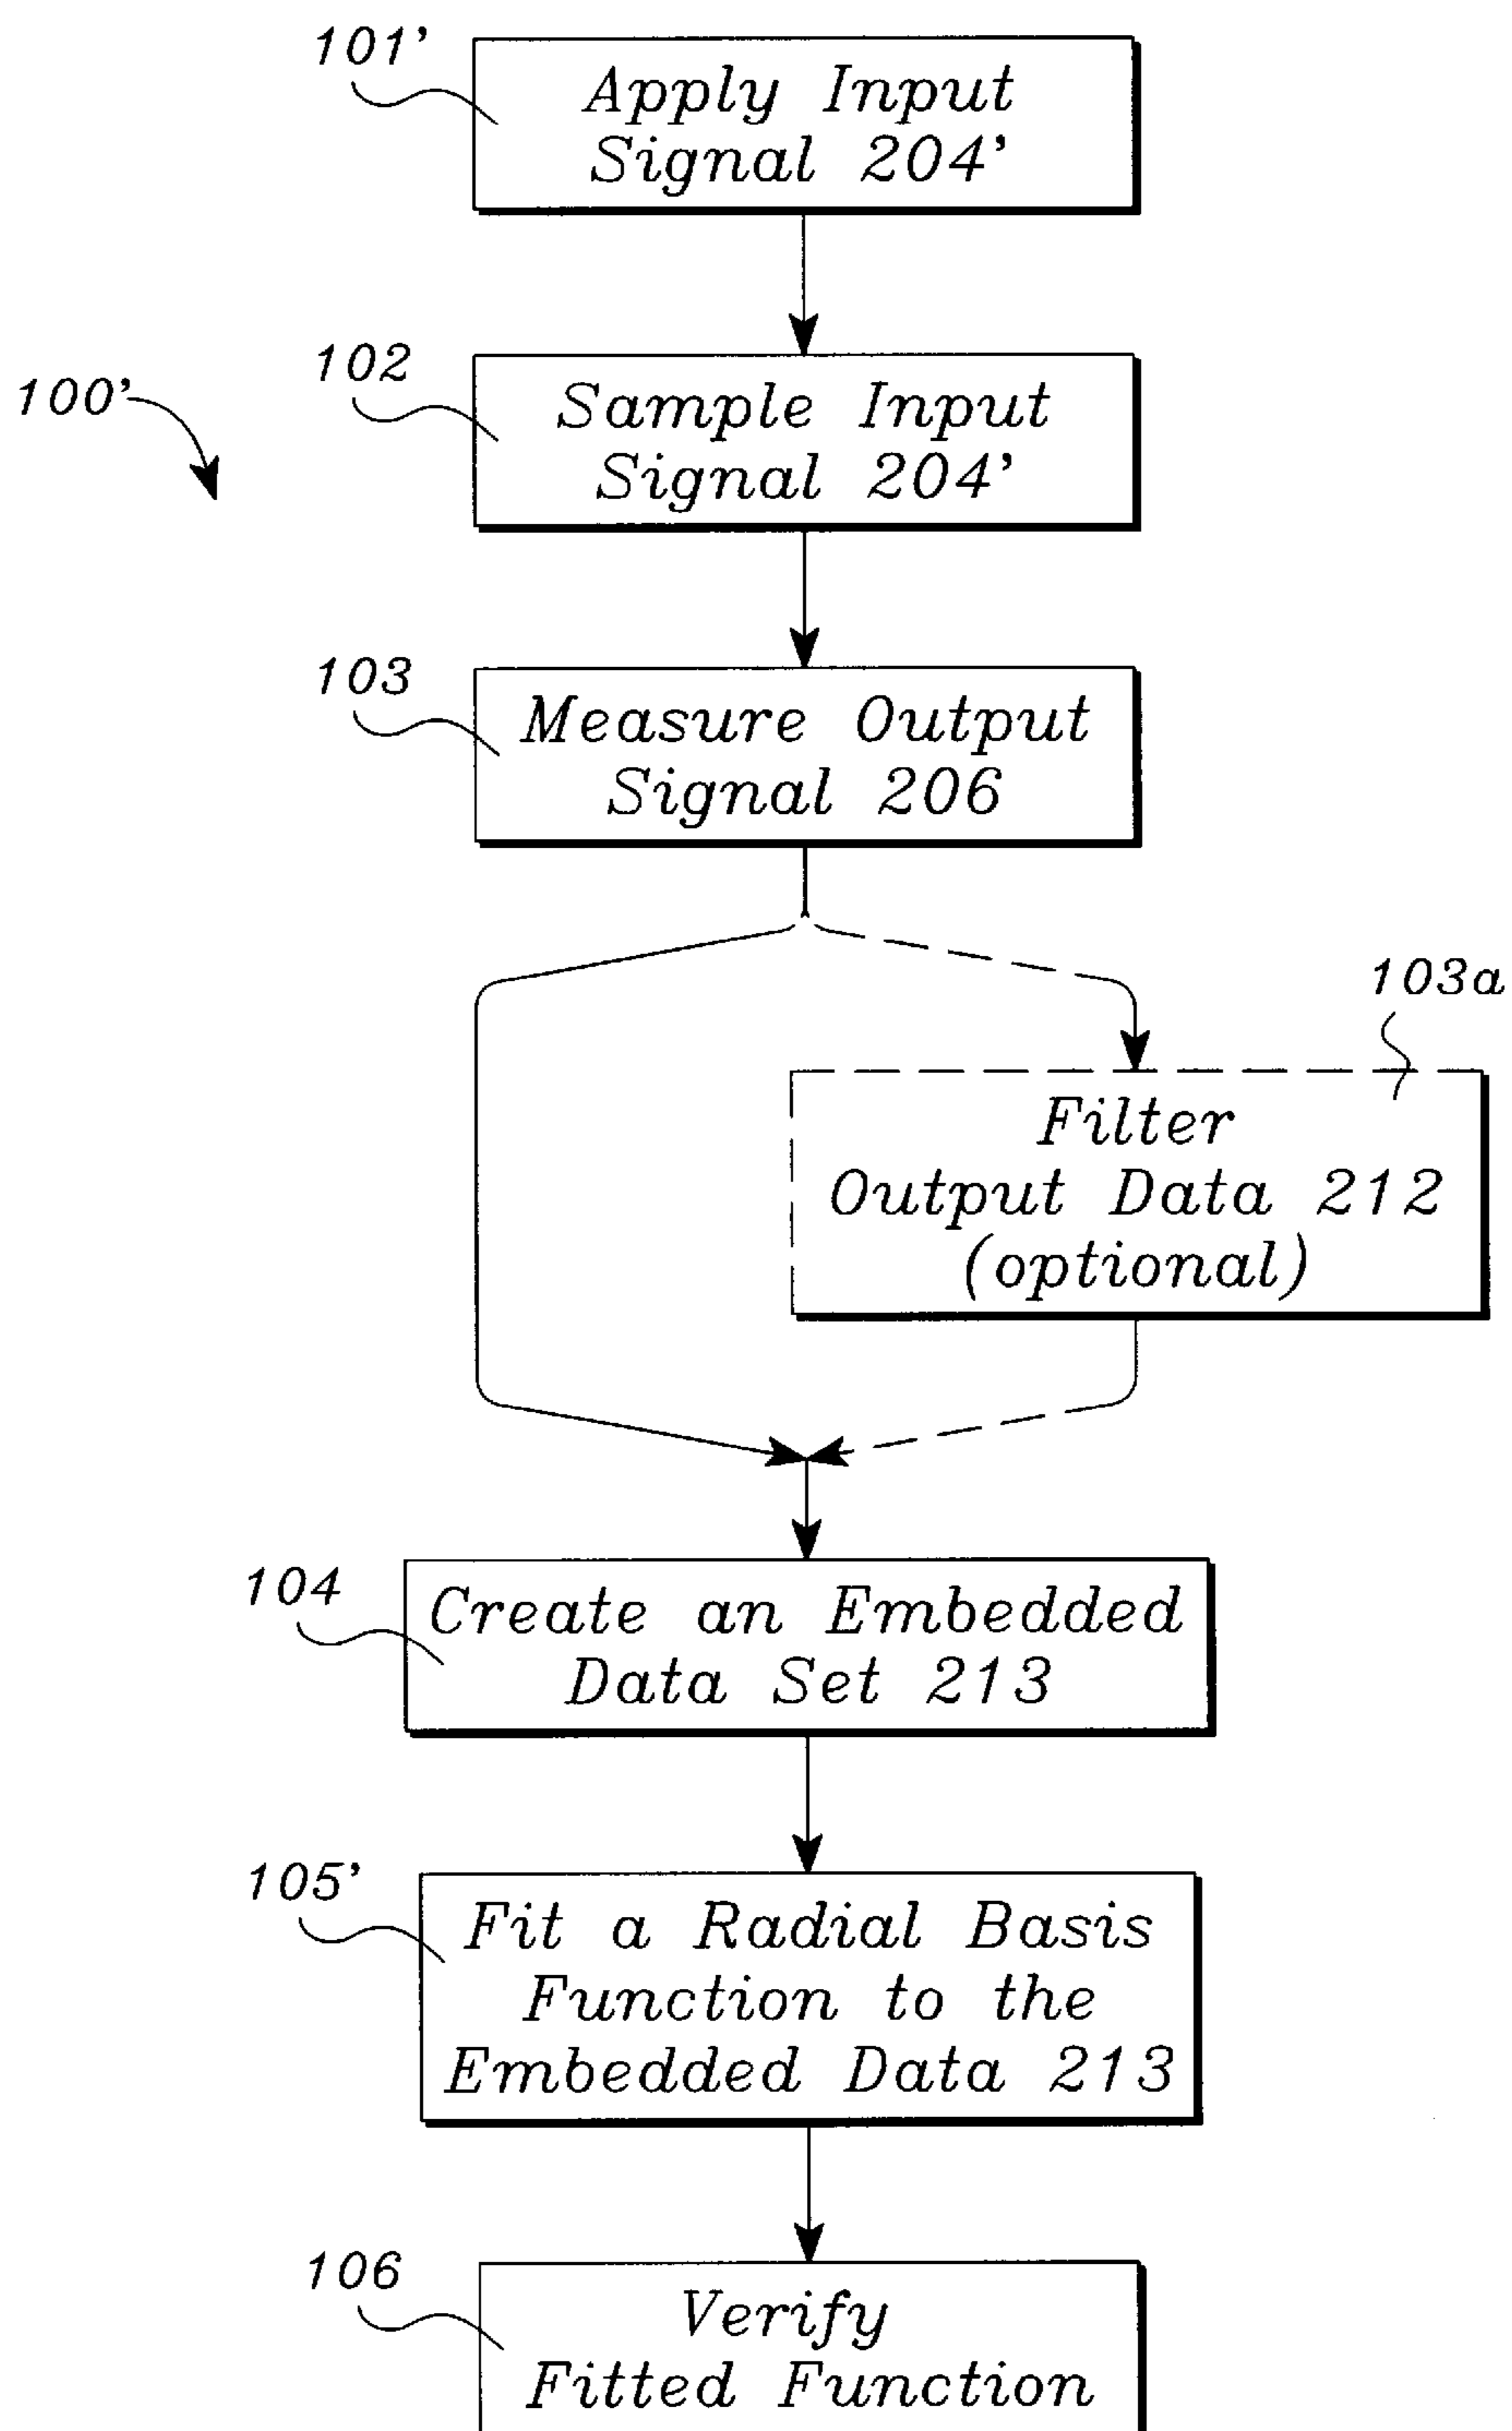 101'
Apply Input
Signal 204'
100'
102
Sample Input
Signal 204'
103
Measure Output
Signal 206
103a
Filter
Output Data 212
(optional)
104
Create an Embedded
Data Set 213
105'
Fit a Radial Basis
Function to the
Embedded Data 213
106
Verify
Fitted Function